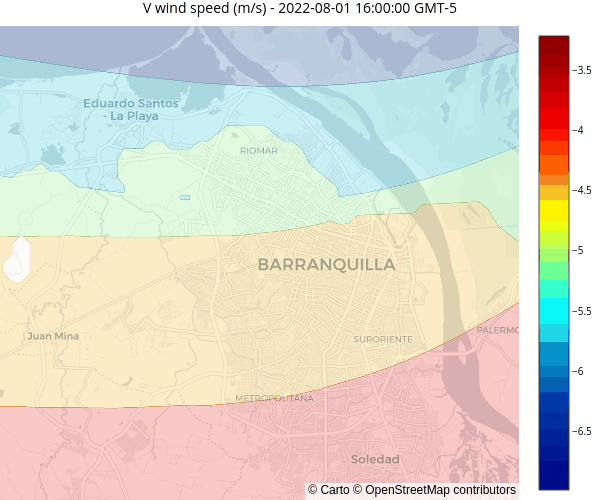 V wind speed (m/s) - 2022-08-01 16:00:00 GMT-5
Eduardo Santos
- La Playa
RIOMAR
BARRANQUILLA
Juan Mina
SURORIENTE
PALERMO
METROPOLITANA
Soledad
© Carto © OpenStreetMap contributors
−3.5
−4
−4.5
−5
−5.5
−6
−6.5